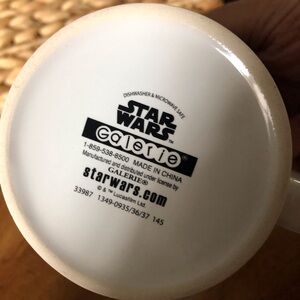 DISHWASHER & MICROWAVE SAFE
STAR
WARS™
Galerie®
1-859-538-8500 MADE IN CHINA
Manufactured and distributed under license by
GALERIE®
starwars.com
© & ™ Lucasfilm Ltd.
33987 1349-0935/36/37 145